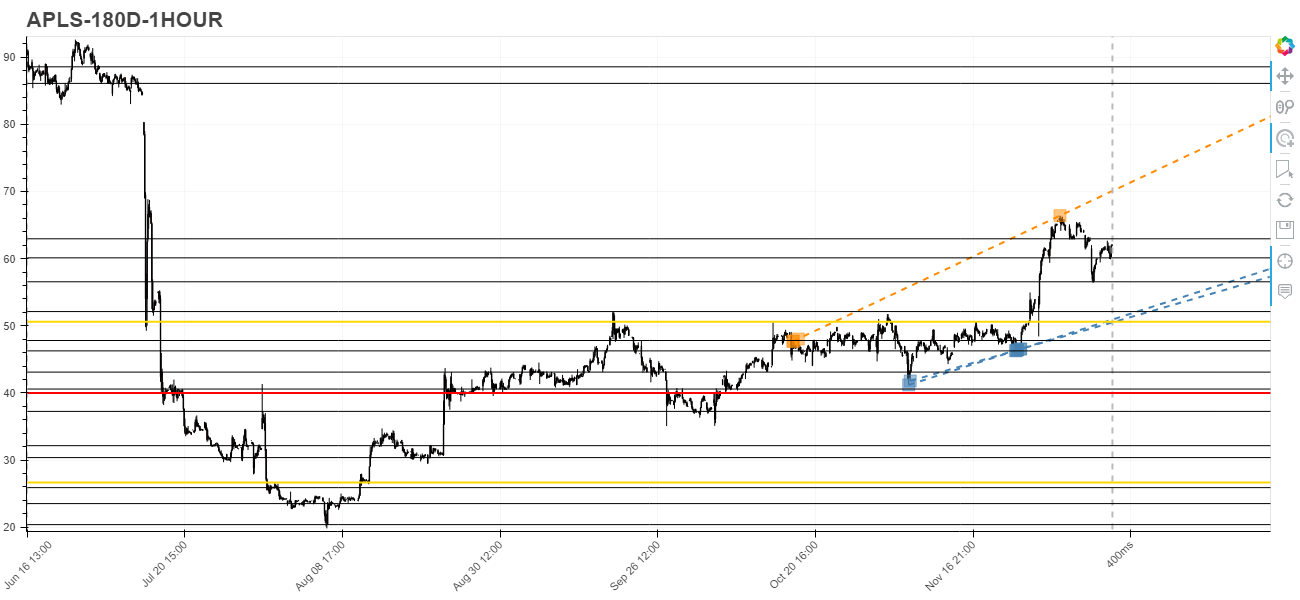 APLS-180D-1HOUR
90
80
70
60
50
40
30
20
Jun 16 13:00
Jul 20 15:00
Aug 08 17:00
Aug 30 12:00
Sep 26 12:00
Oct 20 16:00
Nov 16 21:00
400ms